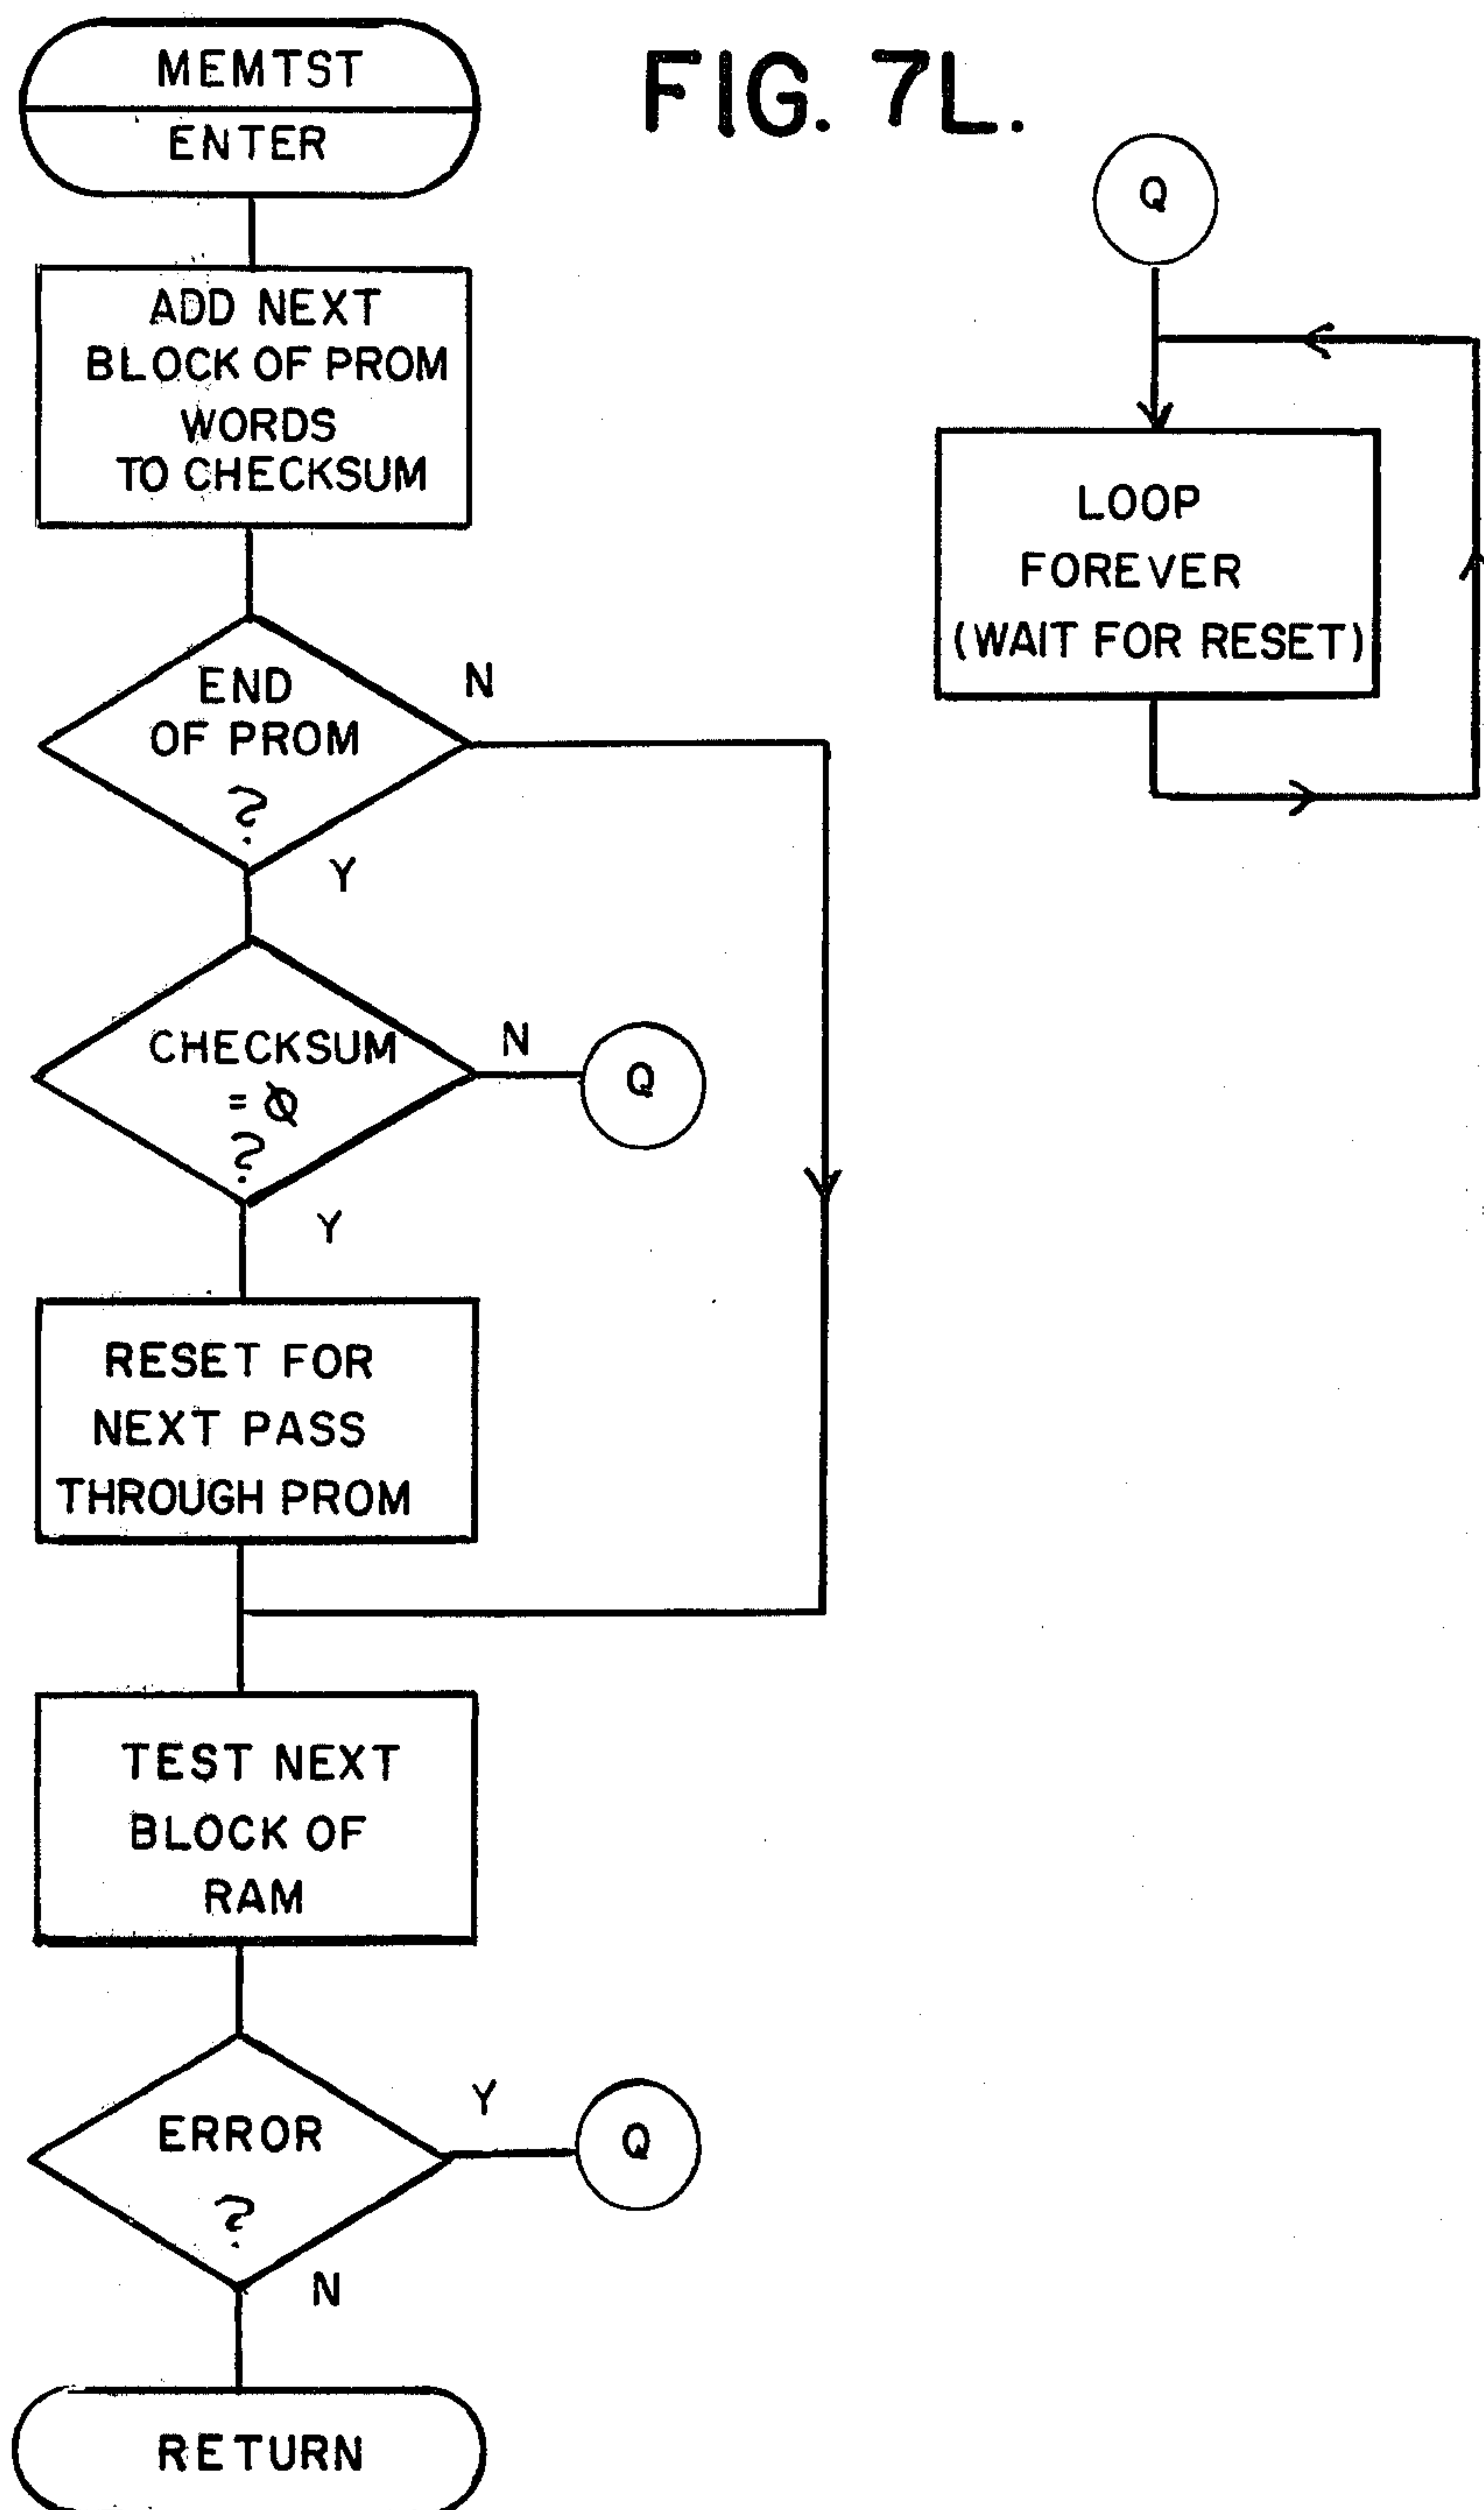 FIG. 7L.
MEMTST
ENTER
ADD NEXT
BLOCK OF PROM
WORDS
TO CHECKSUM
END
OF PROM
?
N
Y
CHECKSUM
= Ø
?
N
Q
Y
RESET FOR
NEXT PASS
THROUGH PROM
TEST NEXT
BLOCK OF
RAM
ERROR
?
Y
Q
N
RETURN
Q
LOOP
FOREVER
(WAIT FOR RESET)